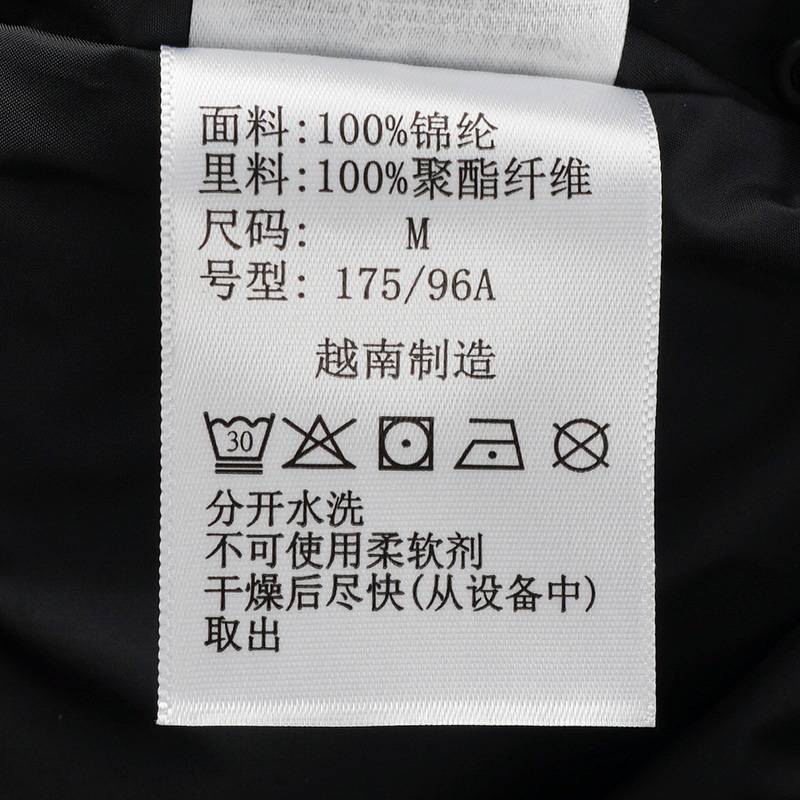 面料:100%锦纶
里料:100%聚酯纤维
尺码: M
号型: 175/96A
越南制造
30
分开水洗
不可使用柔软剂
干燥后尽快(从设备中)
取出